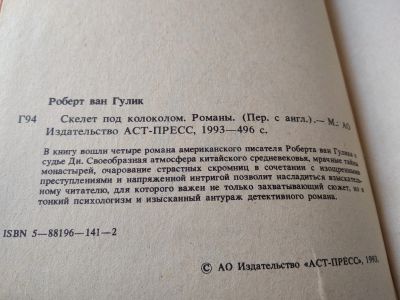 Роберт ван Гулик
Г94 Скелет под колоколом. Романы. (Пер. с англ.).— М.: АО
Издательство АСТ-ПРЕСС, 1993—496 с.
В книгу вошли четыре романа американского писателя Роберта ван Гулика о
судье Ди. Своеобразная атмосфера китайского средневековья, мрачные тайны
монастырей, очарование страстных скромниц в сочетании с изощренными
преступлениями и напряженной интригой позволит насладиться взыскатель-
ному читателю, для которого важен не только захватывающий сюжет, но и
тонкий психологизм и изысканный антураж детективного романа.
ISBN 5—88196—141—2
© АО Издательство «АСТ-ПРЕСС», 1993.